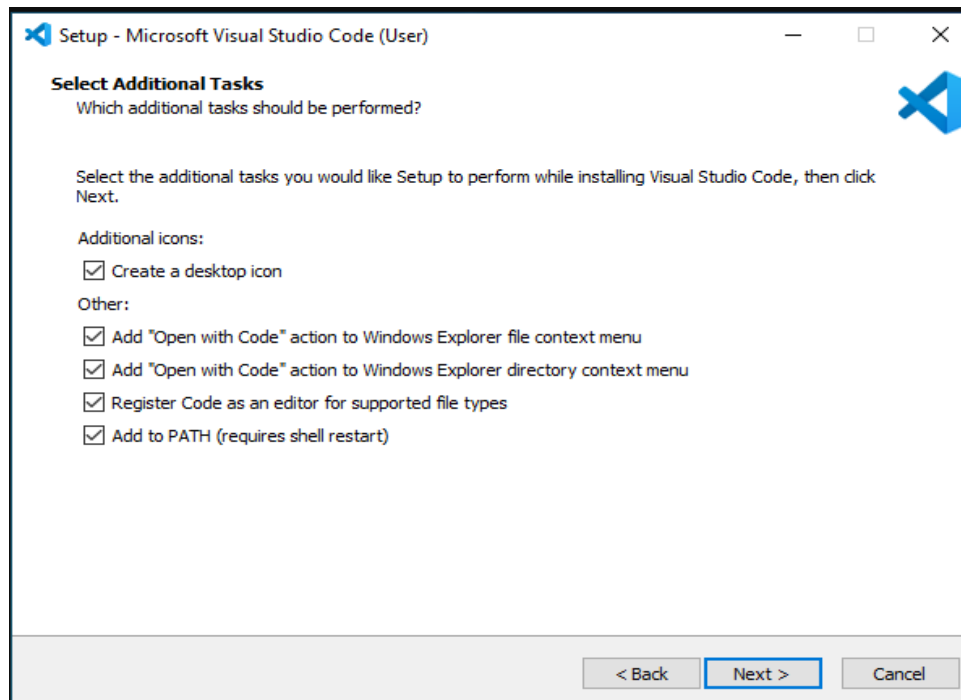 Setup - Microsoft Visual Studio Code (User)
Select Additional Tasks
Which additional tasks should be performed?
Select the additional tasks you would like Setup to perform while installing Visual Studio Code, then click
Next.
Additional icons:
Create a desktop icon
Other:
Add "Open with Code" action to Windows Explorer file context menu
Add "Open with Code" action to Windows Explorer directory context menu
Register Code as an editor for supported file types
Add to PATH (requires shell restart)
< Back Next > Cancel